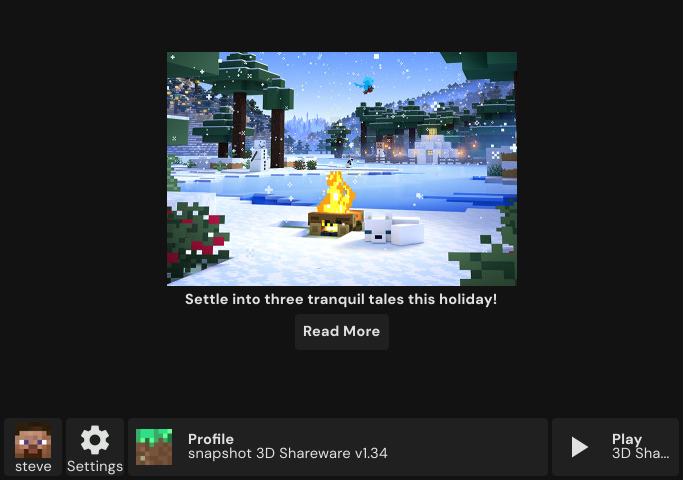 Settle into three tranquil tales this holiday!
Read More
steve
Settings
Profile
snapshot 3D Shareware v1.34
Play
3D Sha...